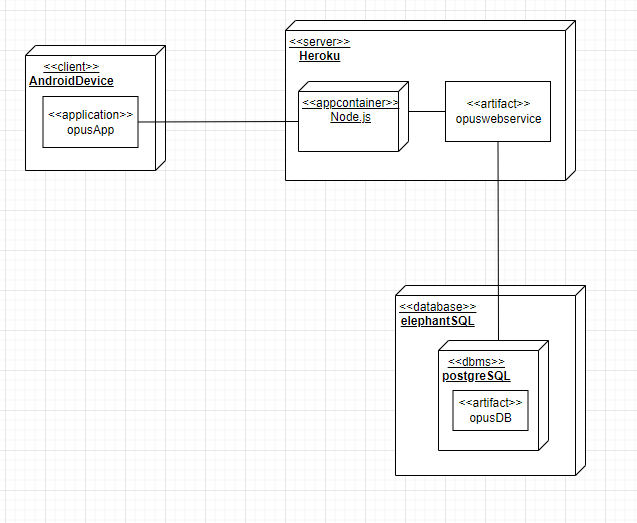 <<client>>
AndroidDevice
<<application>>
opusApp
<<server>>
Heroku
<<appcontainer>>
Node.js
<<artifact>>
opuswebservice
<<database>>
elephantSQL
<<dbms>>
postgreSQL
<<artifact>>
opusDB